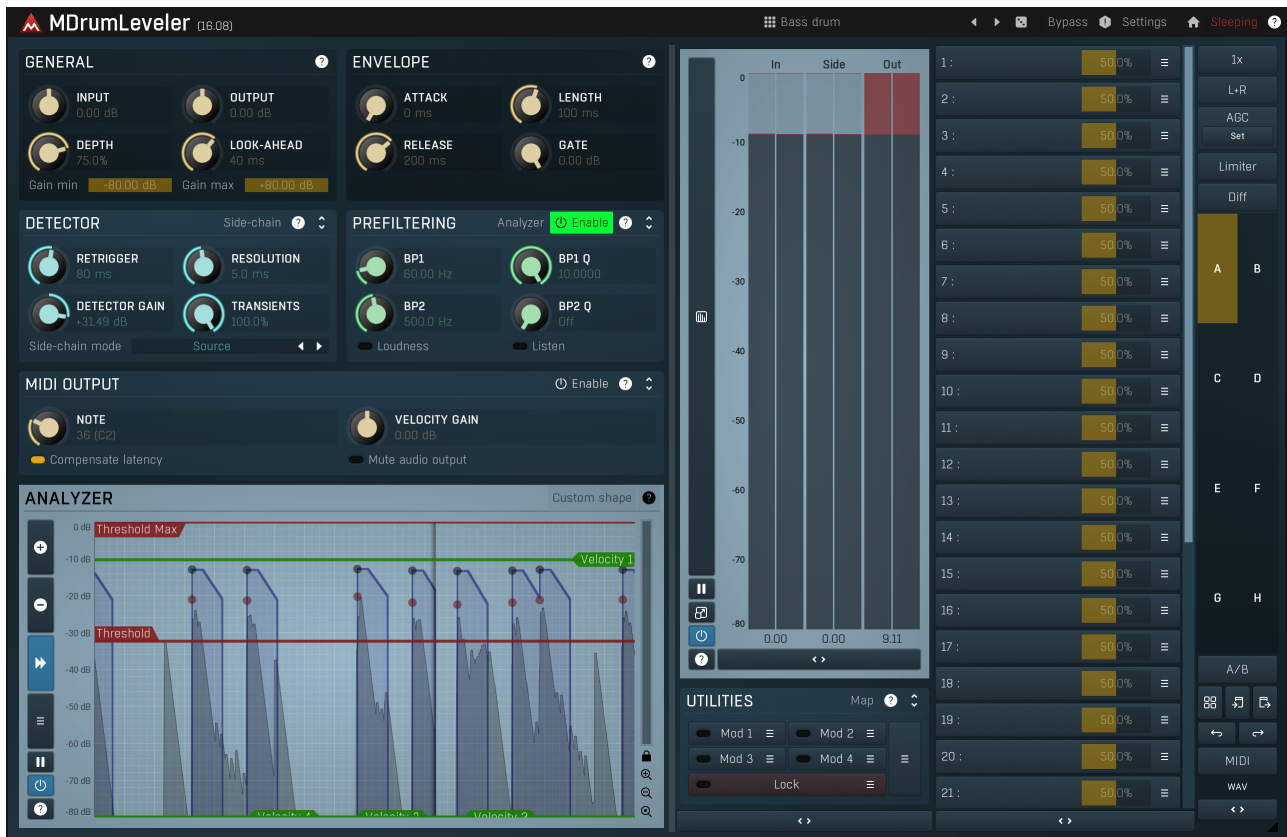 MDrumLeveler (16.08)
Bass drum
Bypass
Settings
Sleeping
?
GENERAL
?
INPUT
0.00 dB
OUTPUT
0.00 dB
DEPTH
75.0%
LOOK-AHEAD
40 ms
Gain min -80.00 dB
Gain max +80.00 dB
ENVELOPE
?
ATTACK
0 ms
LENGTH
100 ms
RELEASE
200 ms
GATE
0.00 dB
DETECTOR
Side-chain ?
RETRIGGER
80 ms
RESOLUTION
5.0 ms
DETECTOR GAIN
+31.49 dB
TRANSIENTS
100.0%
Side-chain mode
Source
PREFILTERING
Analyzer
Enable ?
BP1
60.00 Hz
BP1 Q
10.0000
BP2
500.0 Hz
BP2 Q
Off
Loudness
Listen
MIDI OUTPUT
Enable ?
NOTE
36 (C2)
VELOCITY GAIN
0.00 dB
Compensate latency
Mute audio output
ANALYZER
Custom shape ?
0 dB
Threshold Max
-10 dB
Velocity 1
-20 dB
-30 dB
Threshold
-40 dB
-50 dB
-60 dB
-70 dB
-80 dB
Velocity 4
Velocity 2
Velocity 3
?
In
Side
Out
0
-10
-20
-30
-40
-50
-60
-70
-80
0.00
0.00
9.11
?
UTILITIES
Map ?
Mod 1
Mod 2
Mod 3
Mod 4
Lock
1 : 50.0%
2 : 50.0%
3 : 50.0%
4 : 50.0%
5 : 50.0%
6 : 50.0%
7 : 50.0%
8 : 50.0%
9 : 50.0%
10 : 50.0%
11 : 50.0%
12 : 50.0%
13 : 50.0%
14 : 50.0%
15 : 50.0%
16 : 50.0%
17 : 50.0%
18 : 50.0%
19 : 50.0%
20 : 50.0%
21 : 50.0%
1x
L+R
AGC
Set
Limiter
Diff
A B
C D
E F
G H
A/B
MIDI
WAV